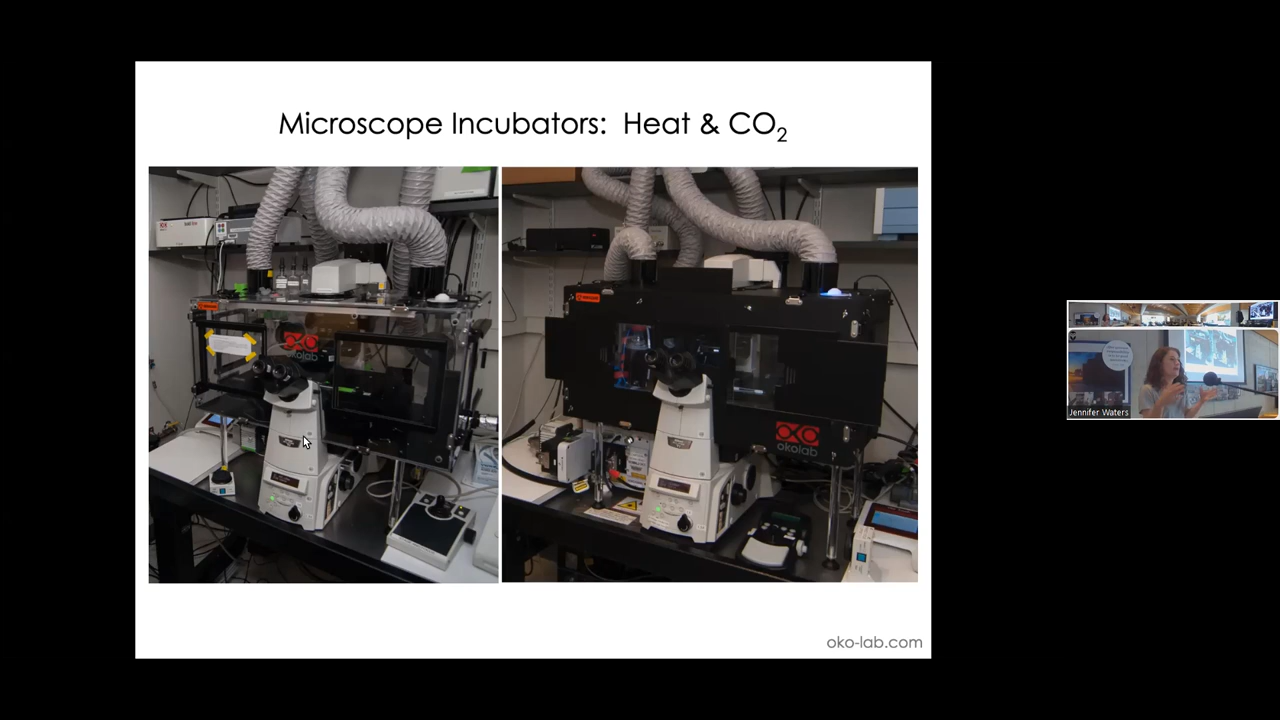 Microscope Incubators: Heat & CO₂
okolab
okolab
oko-lab.com
Jennifer Waters